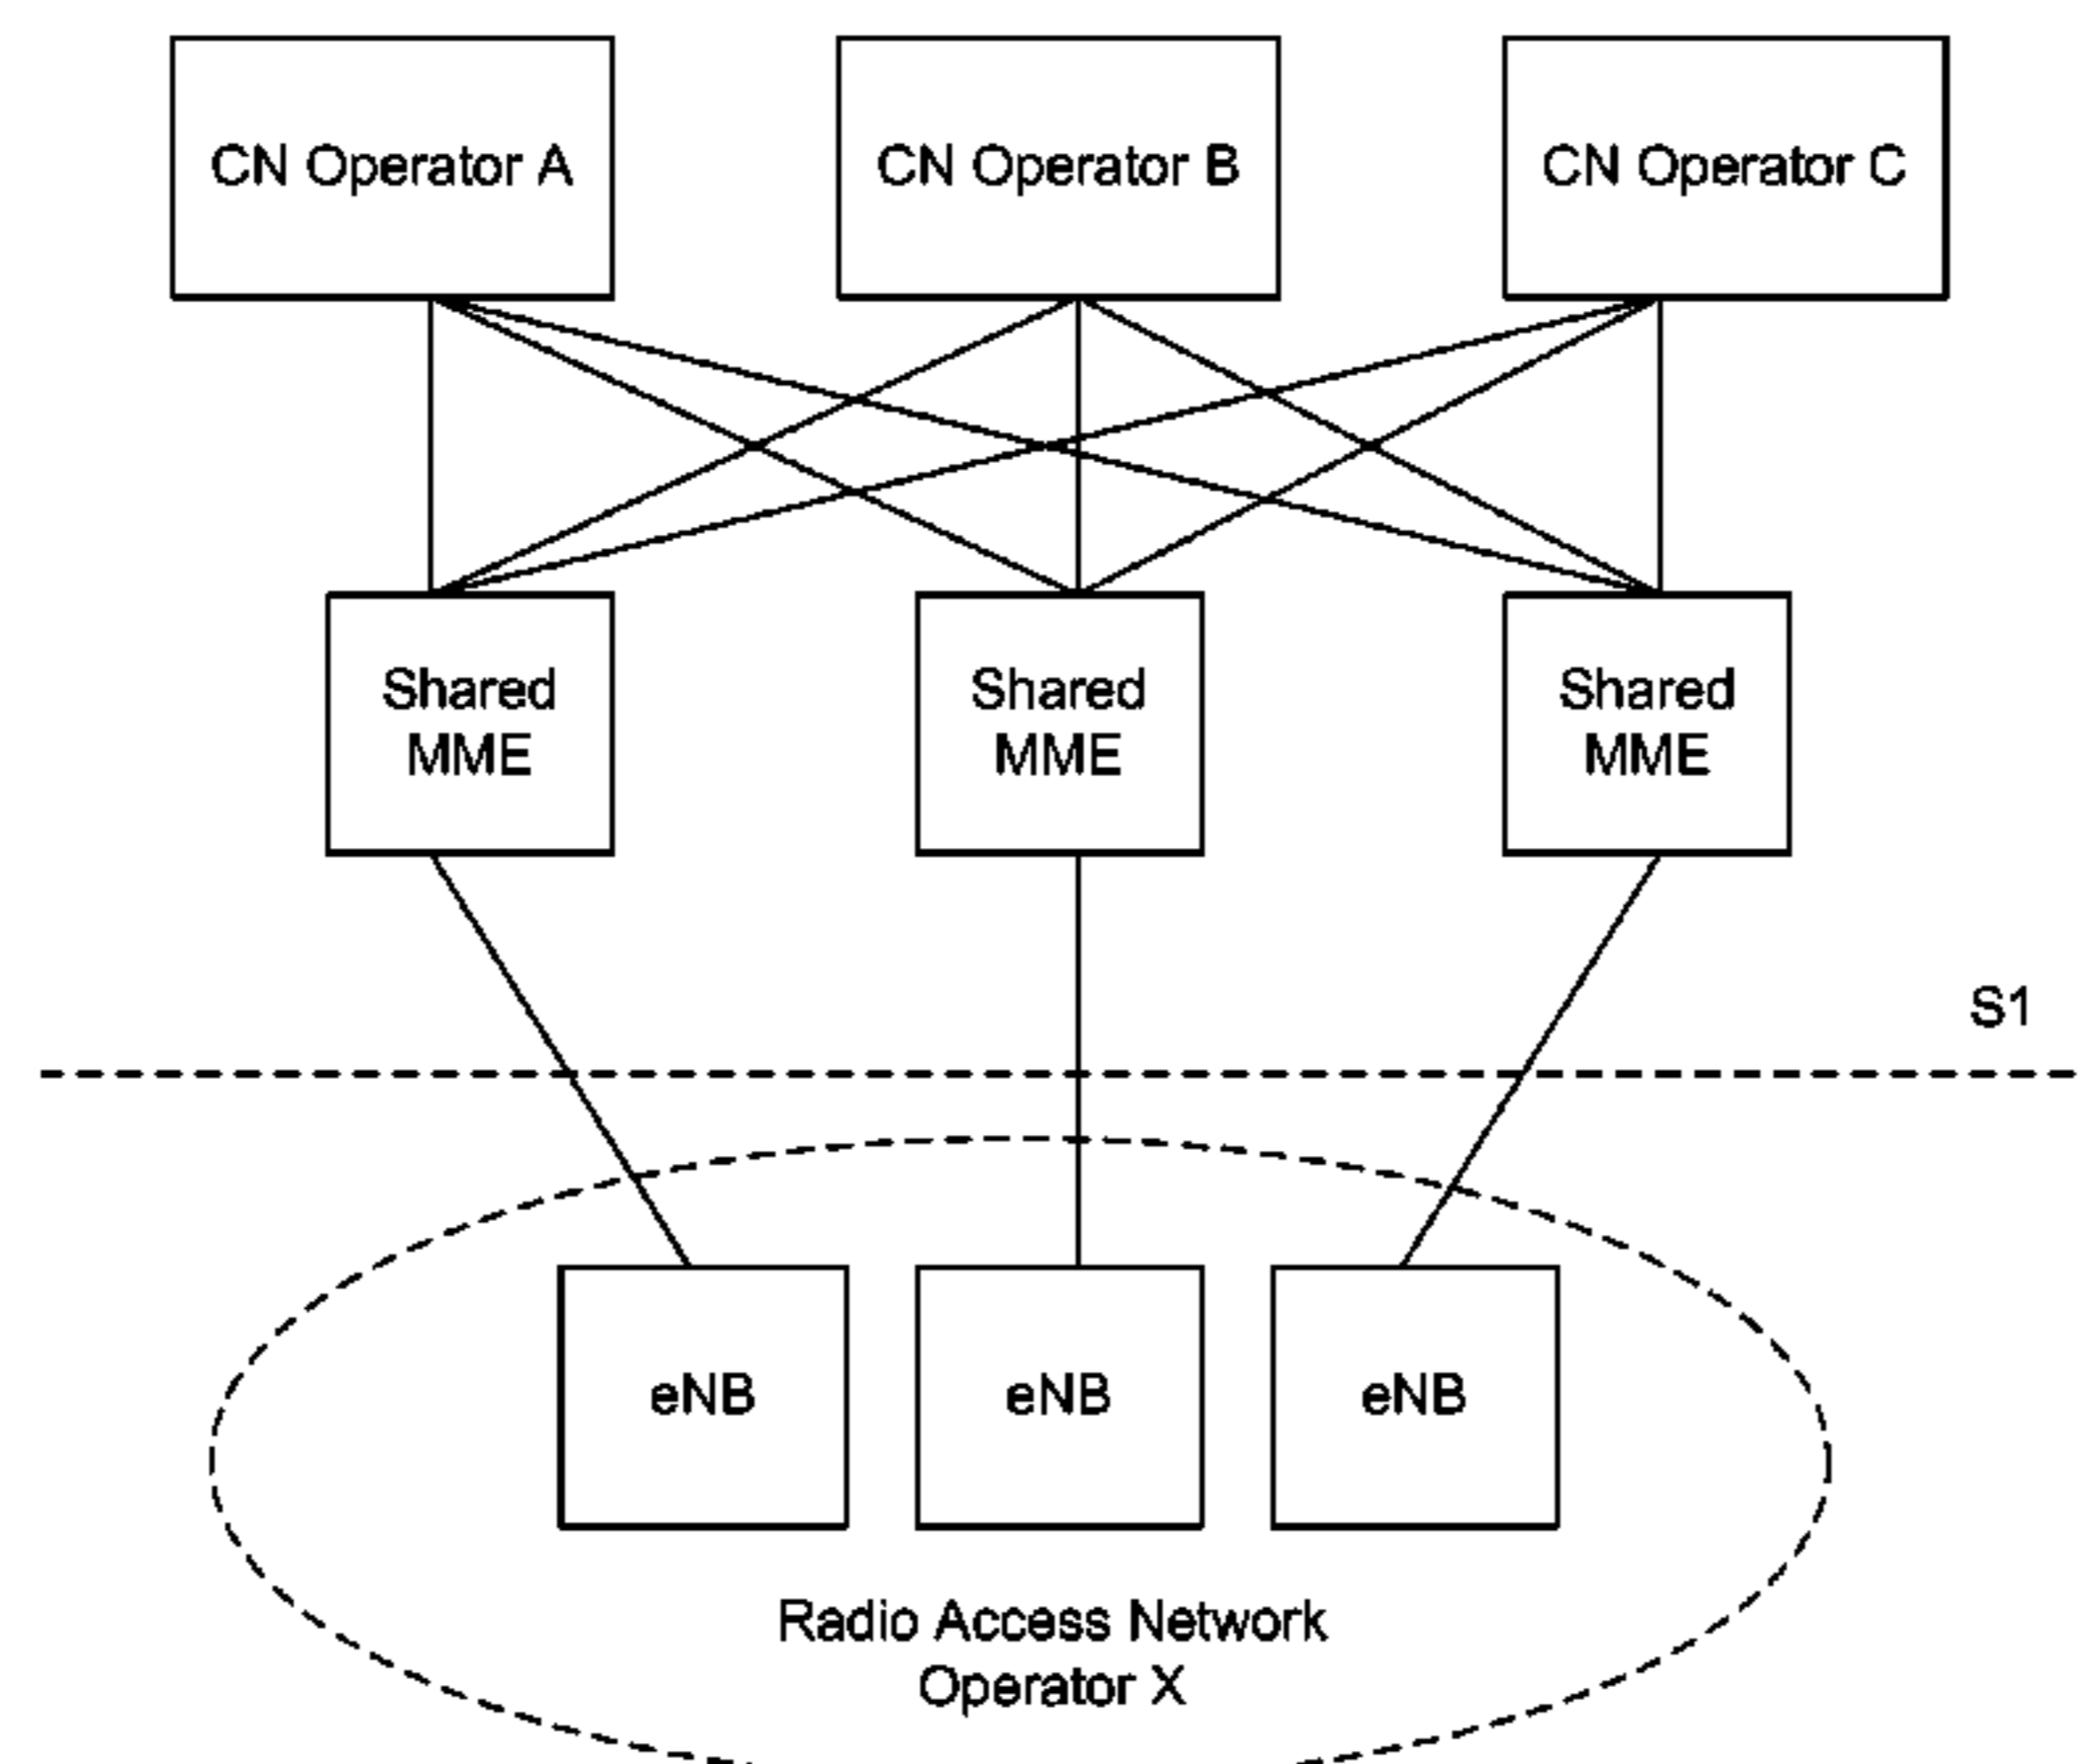 CN Operator A
CN Operator B
CN Operator C
Shared
MME
Shared
MME
Shared
MME
S1
eNB
eNB
eNB
Radio Access Network
Operator X